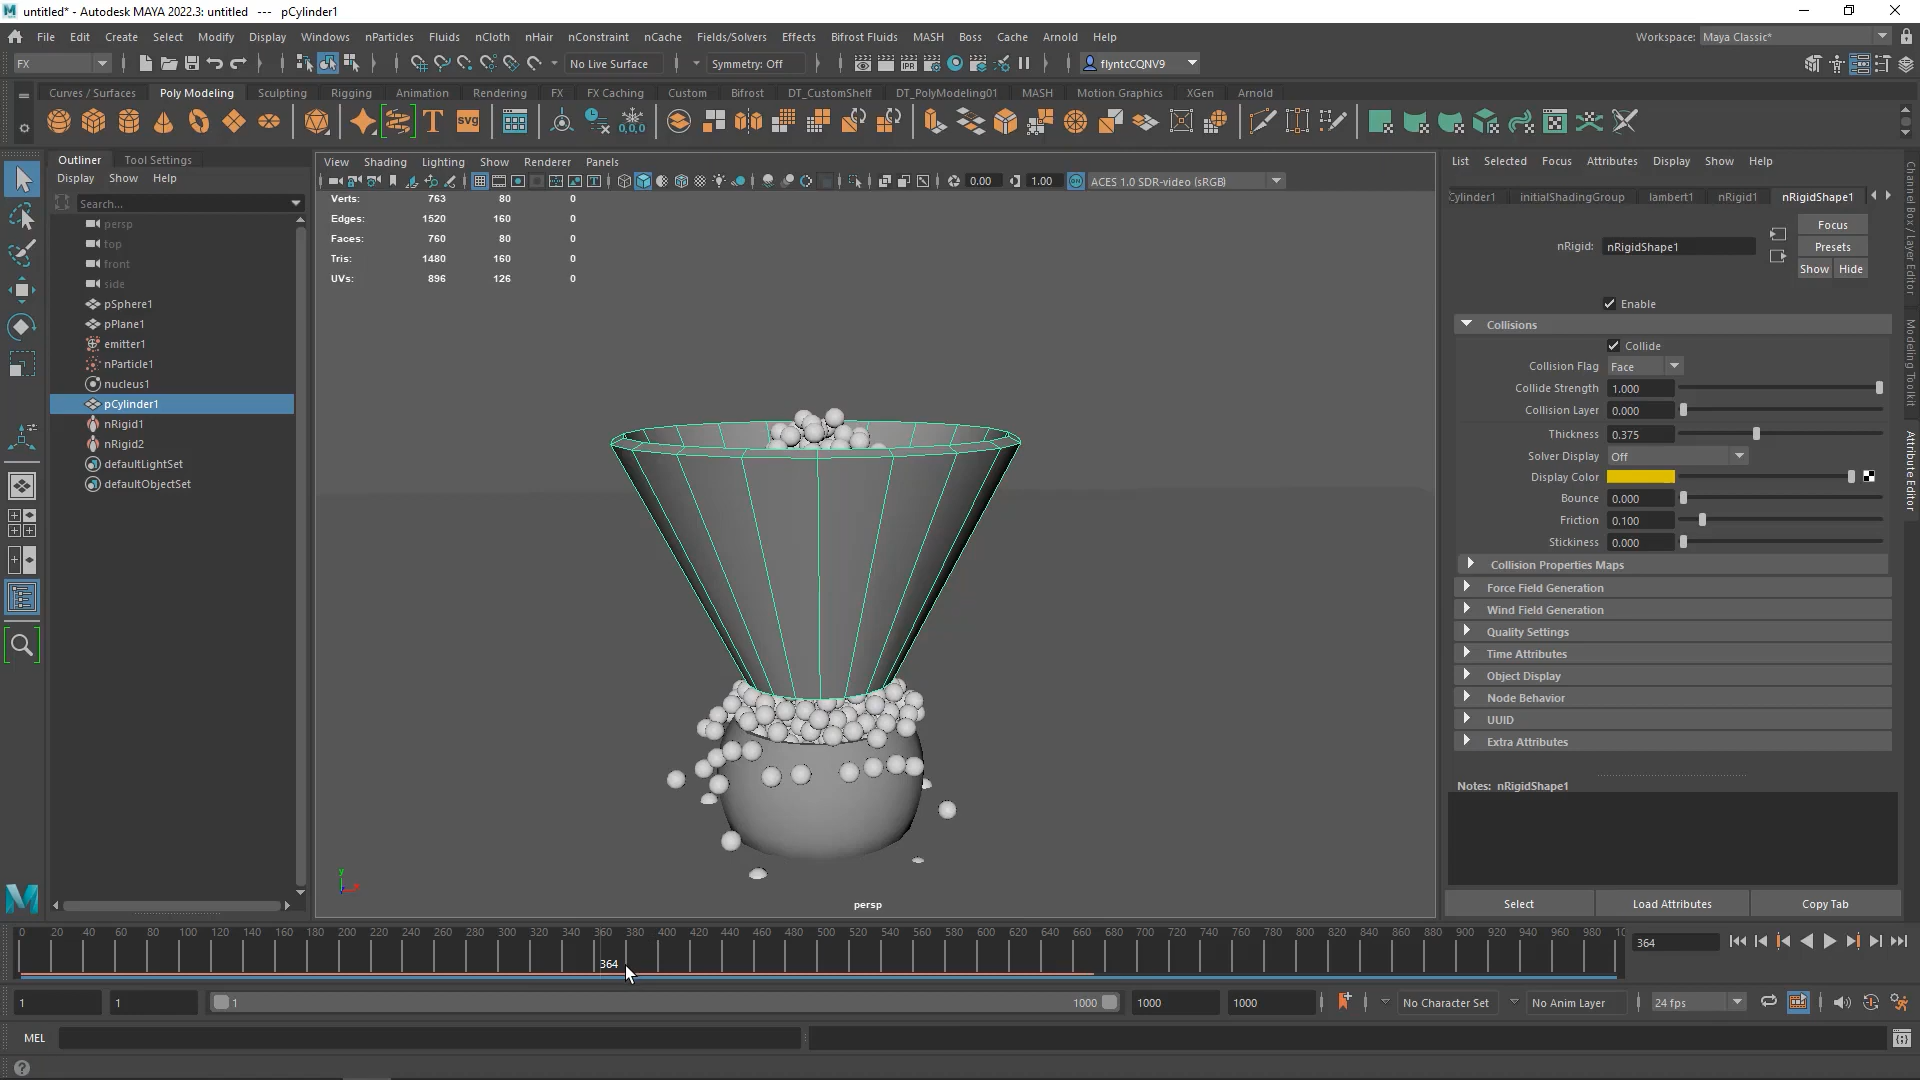 untitled* - Autodesk MAYA 2022.3: untitled --- pCylinder1
File Edit Create Select Modify Display Windows nParticles Fluids nCloth nHair nConstraint nCache Fields/Solvers Effects Bifrost Fluids MASH Boss Cache Arnold Help
Workspace: Maya Classic*
FX
No Live Surface
Symmetry: Off
flyntcCQNV9
Curves / Surfaces Poly Modeling Sculpting Rigging Animation Rendering FX FX Caching Custom Bifrost DT_CustomShelf DT_PolyModeling01 MASH Motion Graphics XGen Arnold
Outliner Tool Settings
Display Show Help
Search...
persp
top
front
side
pSphere1
pPlane1
emitter1
nParticle1
nucleus1
pCylinder1
nRigid1
nRigid2
defaultLightSet
defaultObjectSet
View Shading Lighting Show Renderer Panels
0.00 1.00 ACES 1.0 SDR-video (sRGB)
Verts: 763 80 0
Edges: 1520 160 0
Faces: 760 80 0
Tris: 1480 160 0
UVs: 896 126 0
y
persp
List Selected Focus Attributes Display Show Help
Cylinder1 initialShadingGroup lambert1 nRigid1 nRigidShape1
nRigid: nRigidShape1
Focus
Presets
Show Hide
Enable
Collisions
Collide
Collision Flag Face
Collide Strength 1.000
Collision Layer 0.000
Thickness 0.375
Solver Display Off
Display Color
Bounce 0.000
Friction 0.100
Stickiness 0.000
Collision Properties Maps
Force Field Generation
Wind Field Generation
Quality Settings
Time Attributes
Object Display
Node Behavior
UUID
Extra Attributes
Notes: nRigidShape1
Select Load Attributes Copy Tab
Channel Box / Layer Editor
Modeling Toolkit
Attribute Editor
0 20 40 60 80 100 120 140 160 180 200 220 240 260 280 300 320 340 360 380 400 420 440 460 480 500 520 540 560 580 600 620 640 660 680 700 720 740 760 780 800 820 840 860 880 900 920 940 960 980 10
364
364
1 1 1 1000 1000 1000 No Character Set No Anim Layer 24 fps
MEL